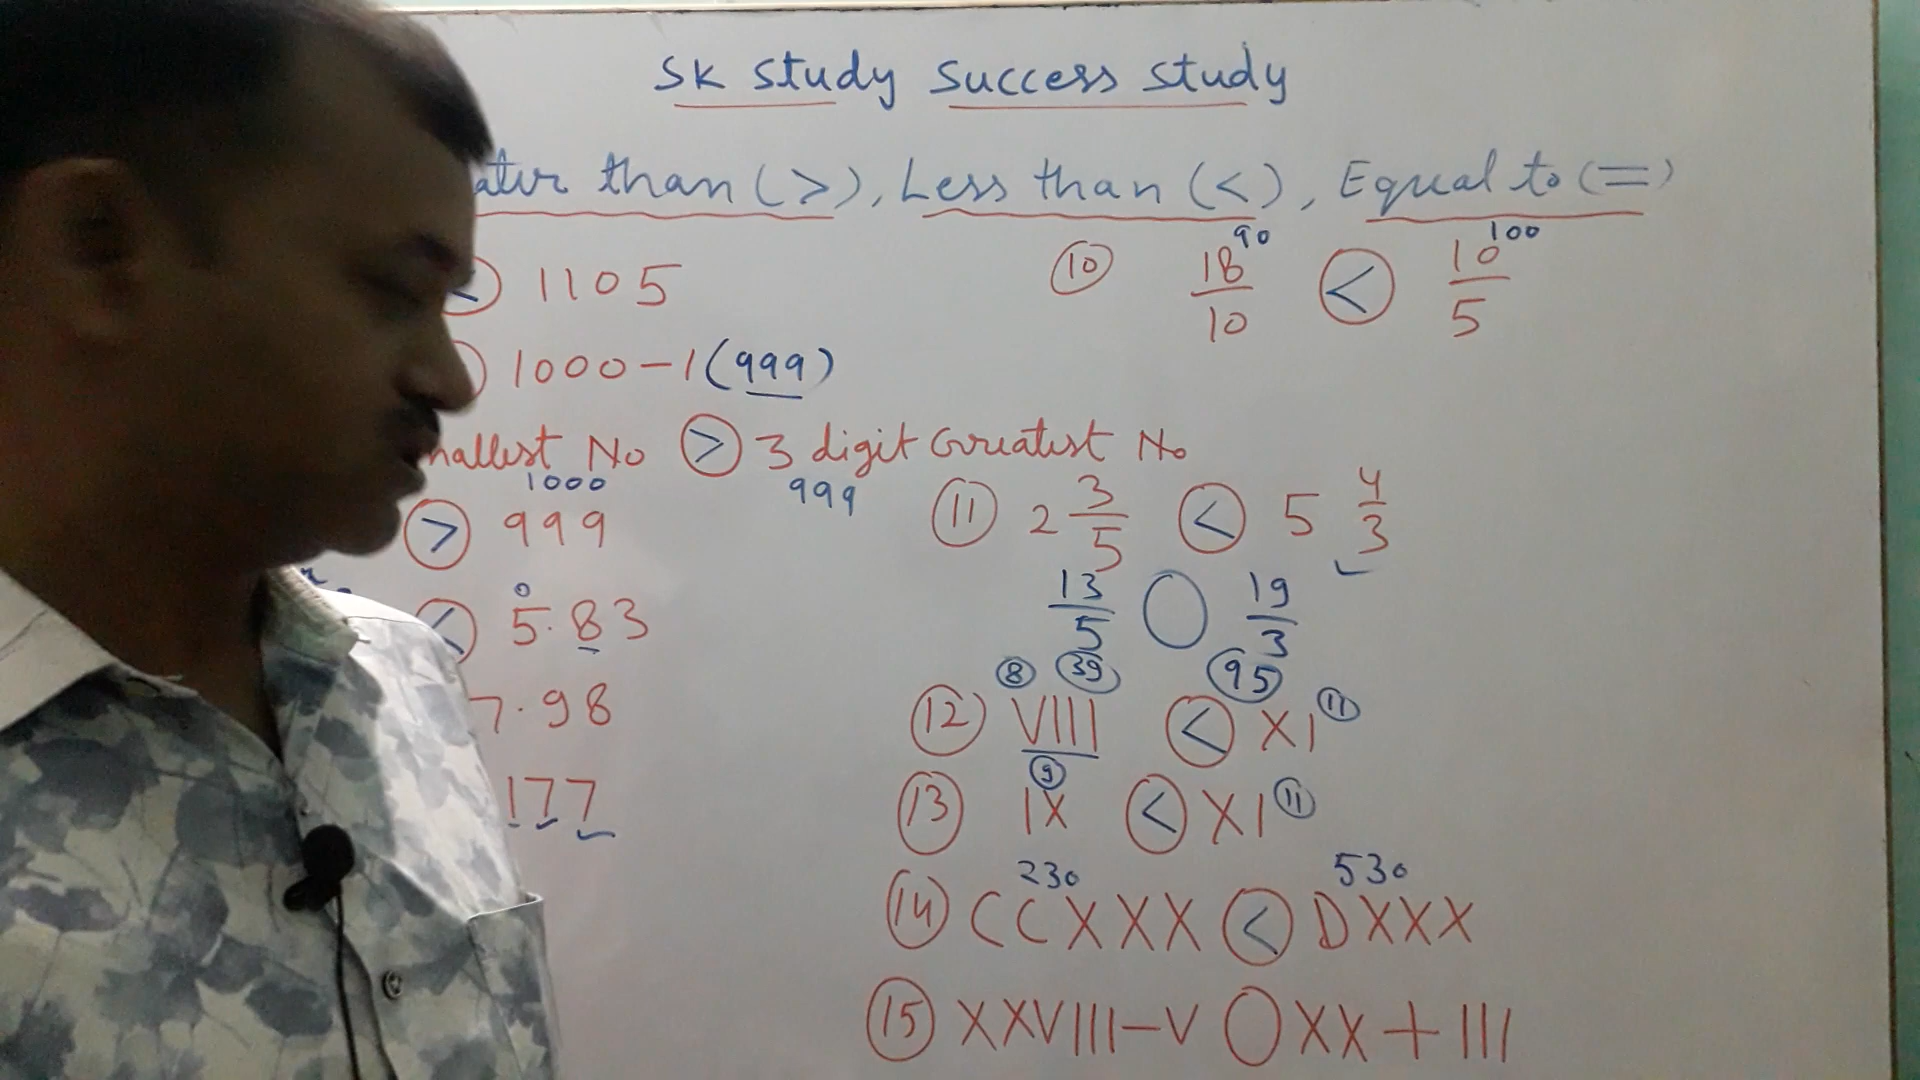 SK Study Success Study
than (>), Less than (<), Equal to (=)
< 1105
1000-1 (999)
No > 3 digit Greatest No
1000 999
> 999
< 5.83
7.98
177
10 18/10 90 < 10/5 100
11 2 3/5 < 5 4/3
13/5 ○ 19/3
39 95
12 VIII 8 < XI 11
13 IX 9 < XI 11
230 530
14 CCXXX < DXXX
15 XXVIII-V ○ XX+III